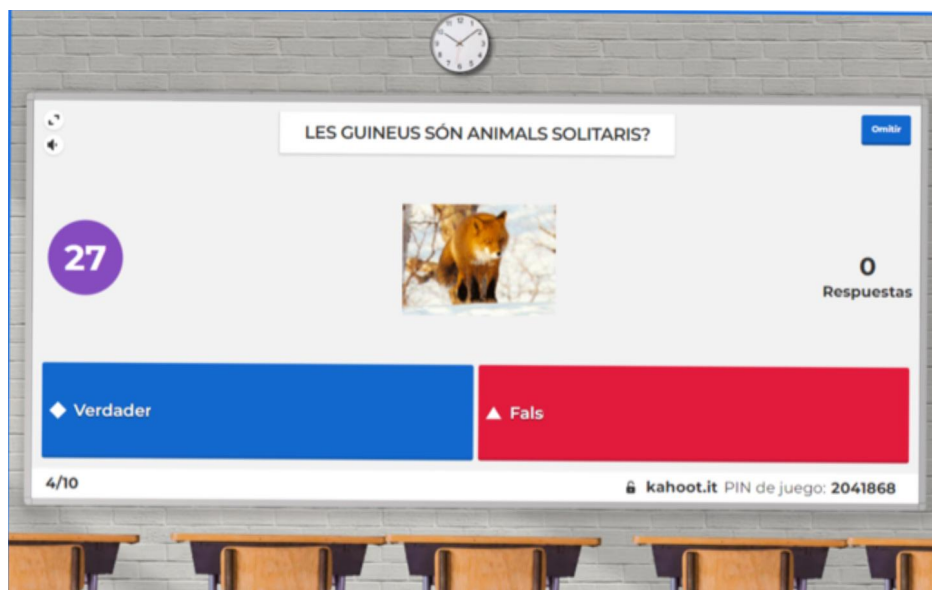 LES GUINEUS SÓN ANIMALS SOLITARIS?
Omitir
27
0
Respuestas
Verdader
Fals
4/10
kahoot.it PIN de juego: 2041868